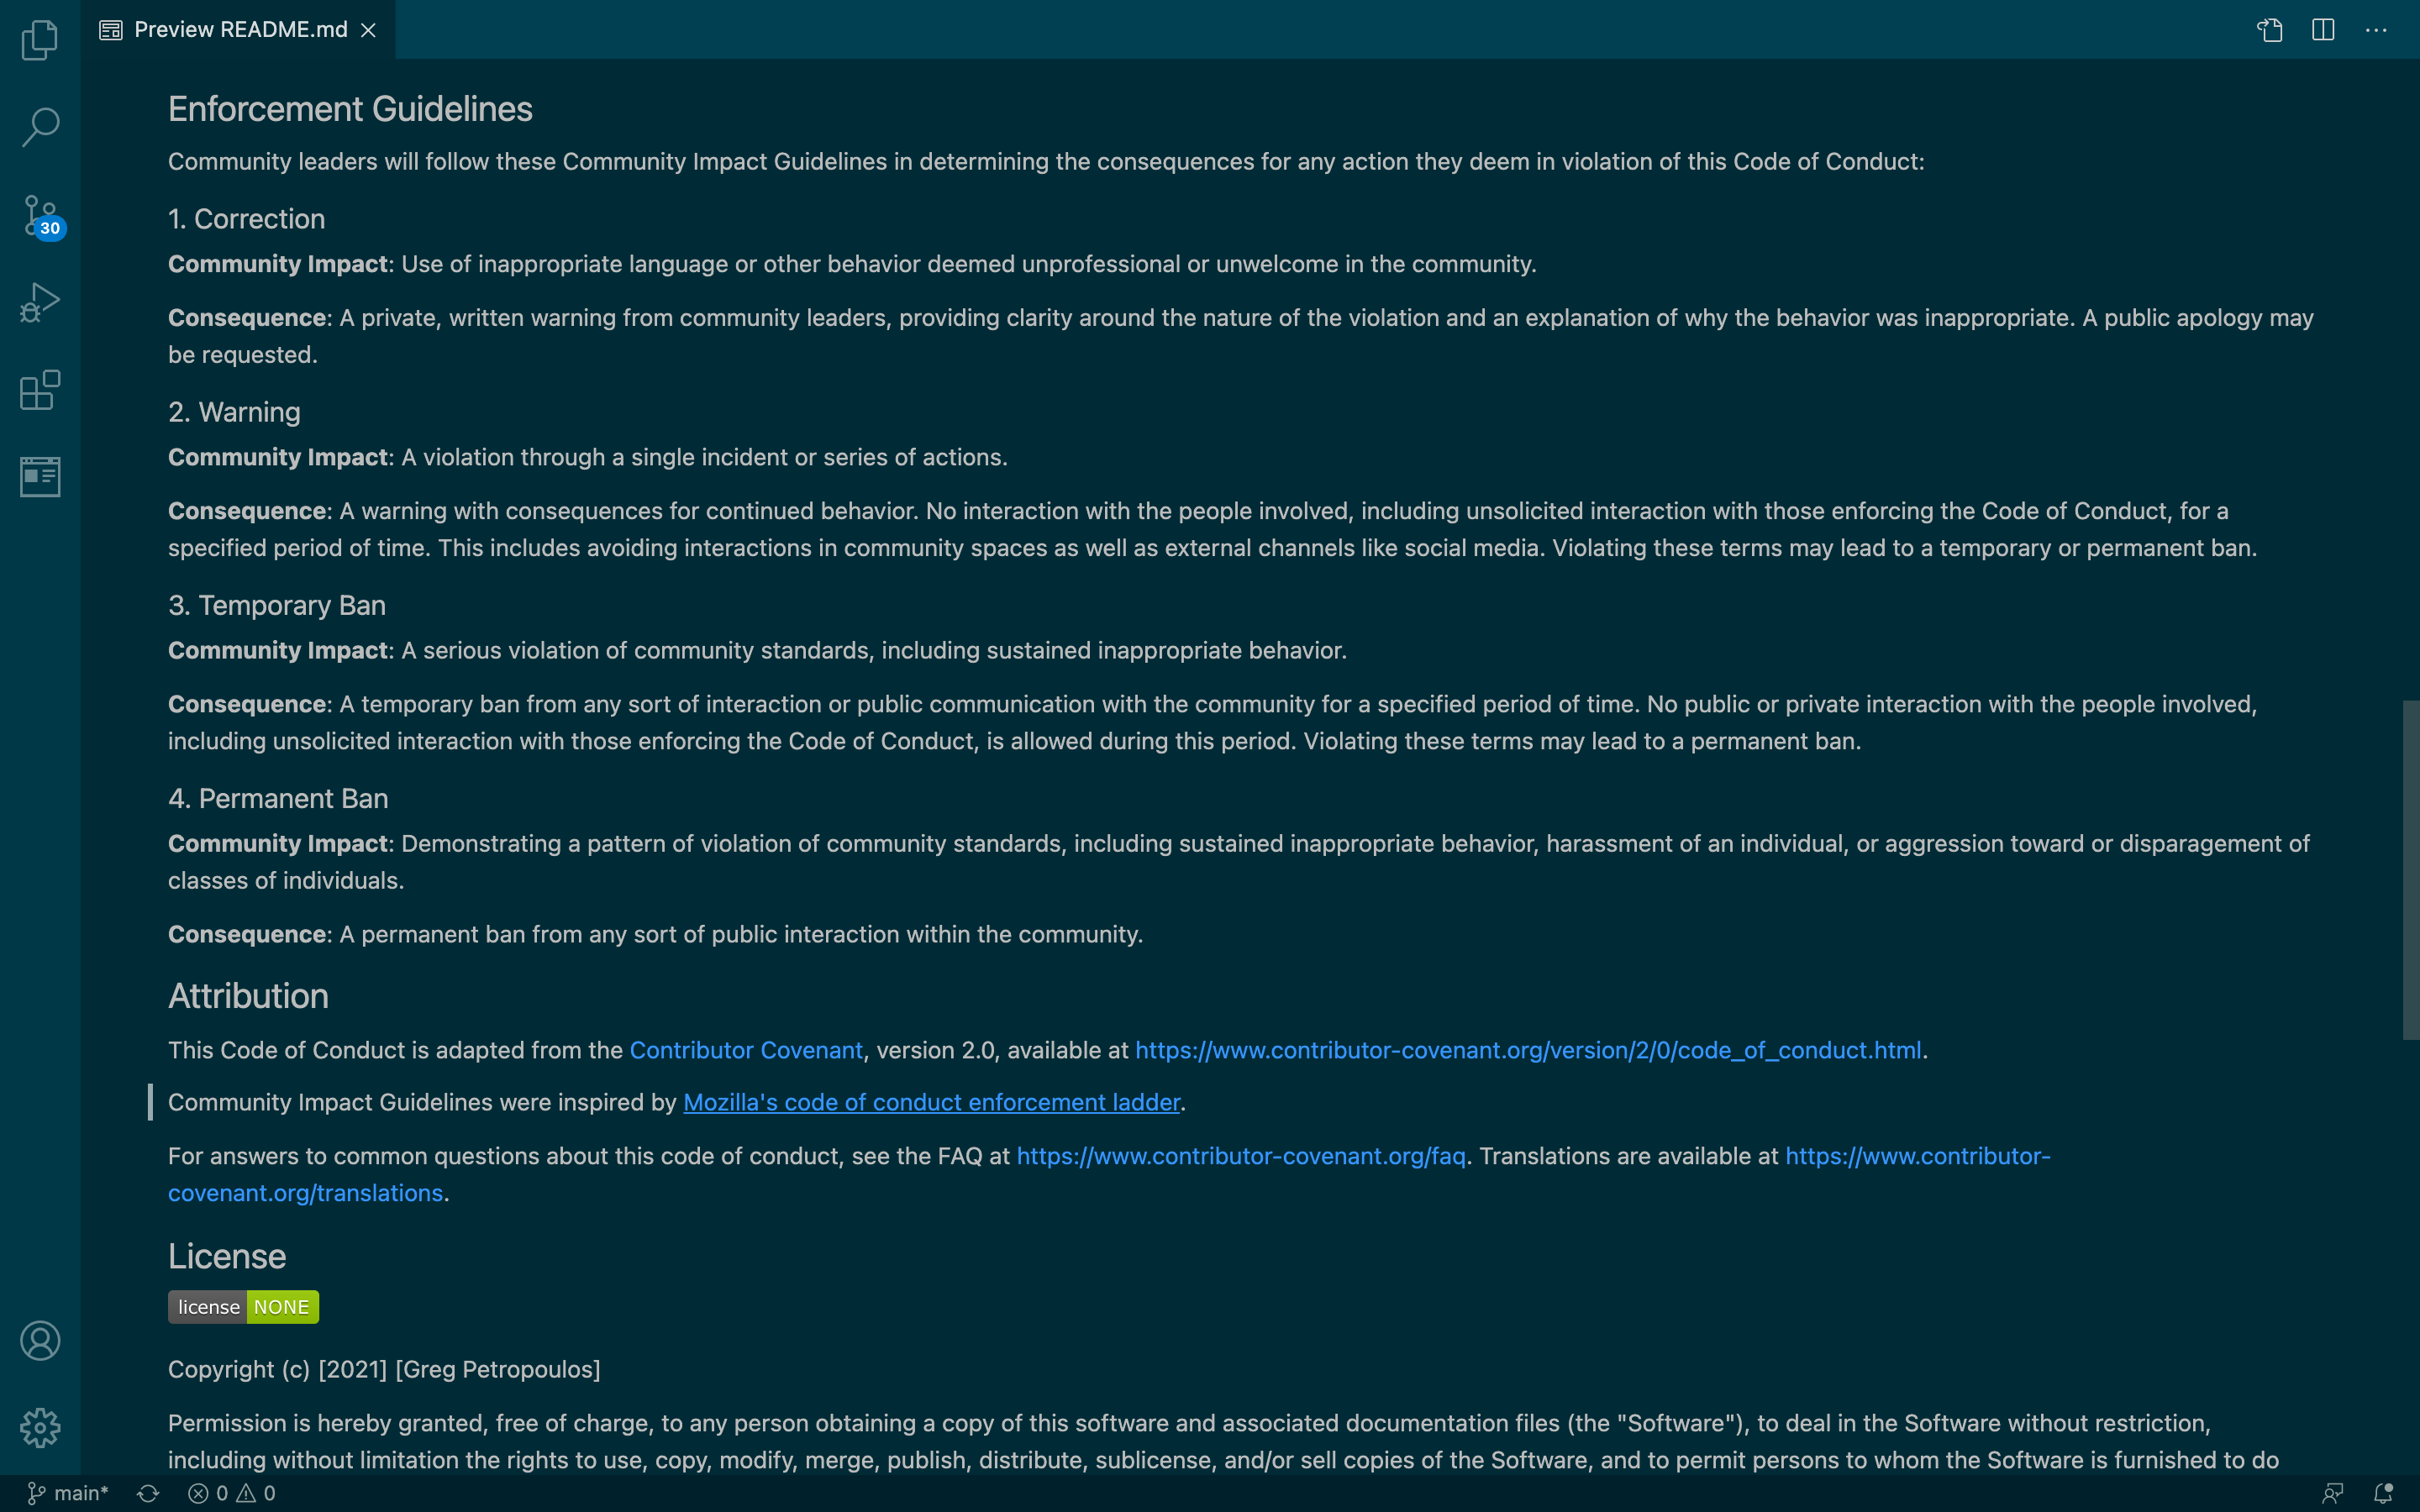 Preview README.md
Enforcement Guidelines
Community leaders will follow these Community Impact Guidelines in determining the consequences for any action they deem in violation of this Code of Conduct:
1. Correction
Community Impact: Use of inappropriate language or other behavior deemed unprofessional or unwelcome in the community.
Consequence: A private, written warning from community leaders, providing clarity around the nature of the violation and an explanation of why the behavior was inappropriate. A public apology may
be requested.
2. Warning
Community Impact: A violation through a single incident or series of actions.
Consequence: A warning with consequences for continued behavior. No interaction with the people involved, including unsolicited interaction with those enforcing the Code of Conduct, for a
specified period of time. This includes avoiding interactions in community spaces as well as external channels like social media. Violating these terms may lead to a temporary or permanent ban.
3. Temporary Ban
Community Impact: A serious violation of community standards, including sustained inappropriate behavior.
Consequence: A temporary ban from any sort of interaction or public communication with the community for a specified period of time. No public or private interaction with the people involved,
including unsolicited interaction with those enforcing the Code of Conduct, is allowed during this period. Violating these terms may lead to a permanent ban.
4. Permanent Ban
Community Impact: Demonstrating a pattern of violation of community standards, including sustained inappropriate behavior, harassment of an individual, or aggression toward or disparagement of
classes of individuals.
Consequence: A permanent ban from any sort of public interaction within the community.
Attribution
This Code of Conduct is adapted from the Contributor Covenant, version 2.0, available at https://www.contributor-covenant.org/version/2/0/code_of_conduct.html.
Community Impact Guidelines were inspired by Mozilla's code of conduct enforcement ladder.
For answers to common questions about this code of conduct, see the FAQ at https://www.contributor-covenant.org/faq. Translations are available at https://www.contributor-
covenant.org/translations.
License
license NONE
Copyright (c) [2021] [Greg Petropoulos]
Permission is hereby granted, free of charge, to any person obtaining a copy of this software and associated documentation files (the "Software"), to deal in the Software without restriction,
including without limitation the rights to use, copy, modify, merge, publish, distribute, sublicense, and/or sell copies of the Software, and to permit persons to whom the Software is furnished to do
30
main* 0 0